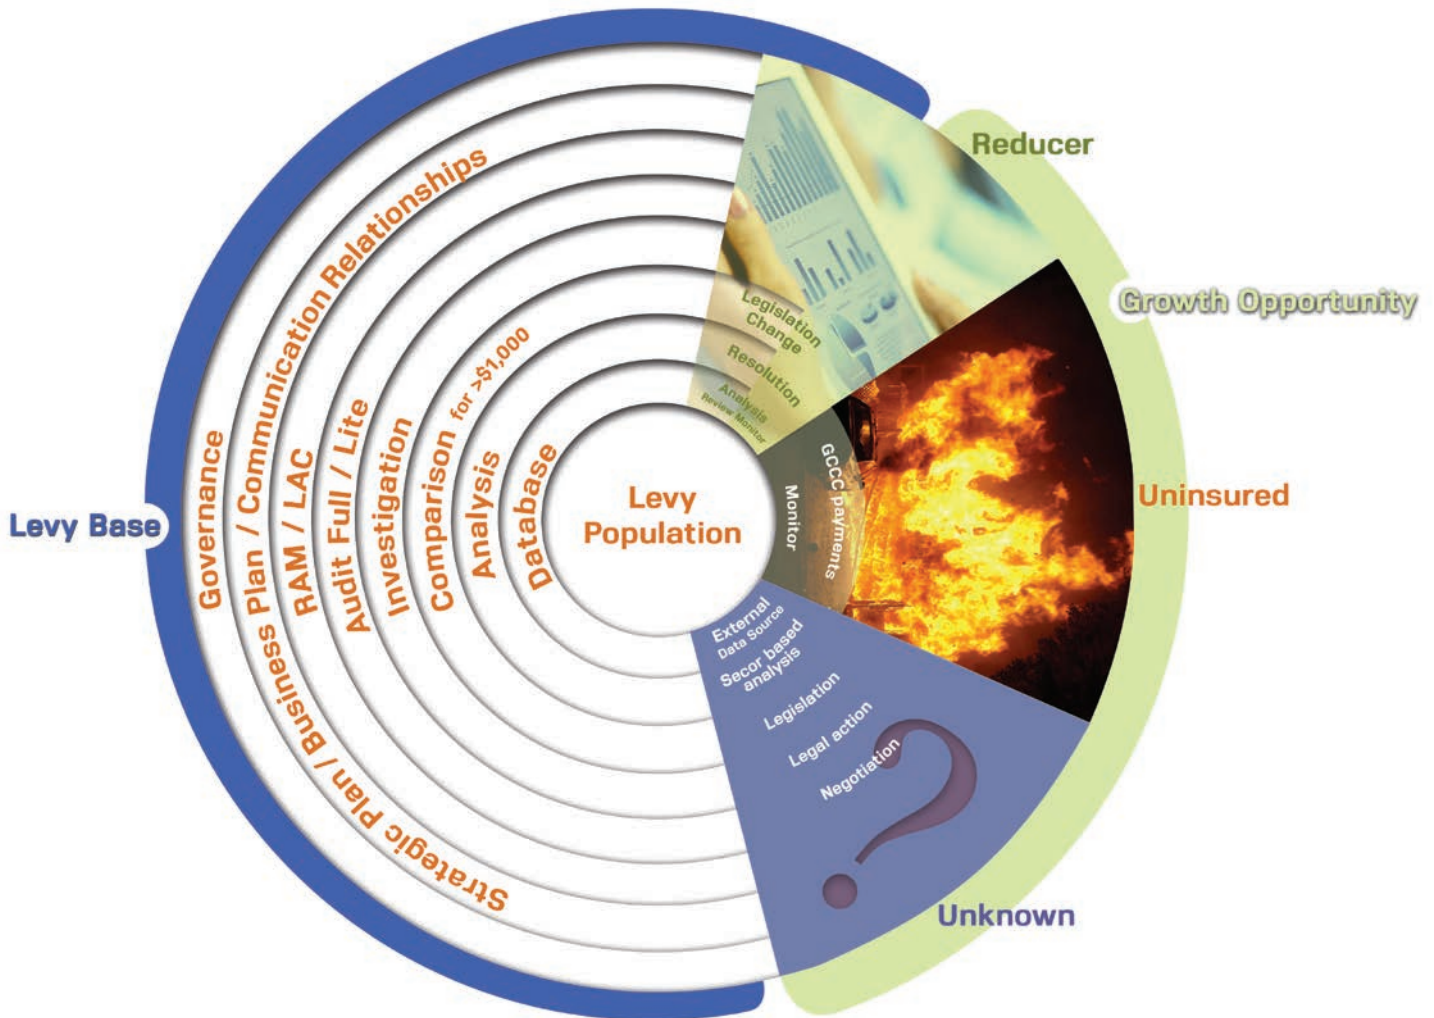 Levy Base
Governance
Strategic Plan / Business Plan / Communication Relationships
RAM / LAC
Audit Full / Lite
Investigation
Comparison for >$1,000
Analysis
Database
Levy
Population
Reducer
Legislation
Change
Resolution
Analysis
Review Monitor
Growth Opportunity
Uninsured
GCCC payments
Monitor
External
Data Source
Secor based
analysis
Legislation
Legal action
Negotiation
?
Unknown